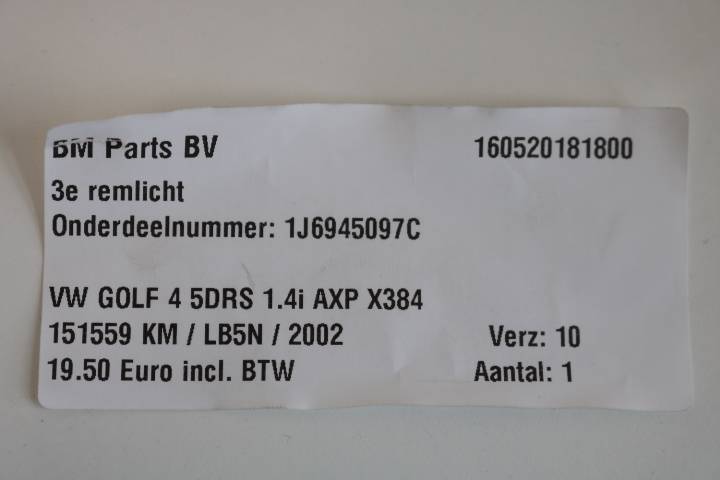 BM Parts BV 160520181800
3e remlicht
Onderdeelnummer: 1J6945097C
VW GOLF 4 5DRS 1.4i AXP X384
151559 KM / LB5N / 2002 Verz: 10
19.50 Euro incl. BTW Aantal: 1